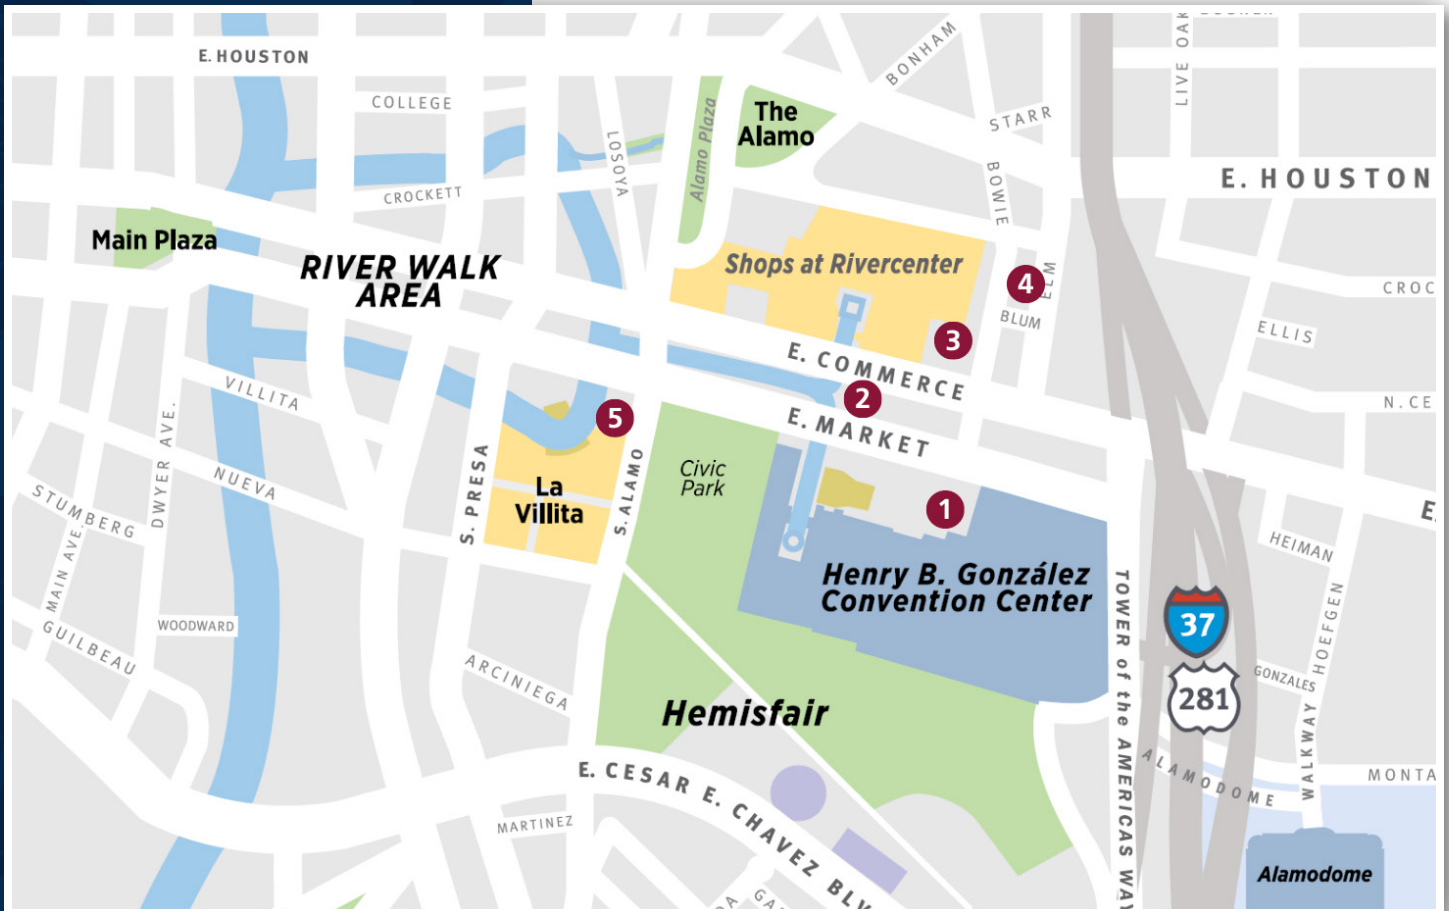 E. HOUSTON
COLLEGE
LOSOYA
Alamo Plaza
The
Alamo
BONHAM
STARR
LIVE OAK
BOWIE
E. HOUSTON
CROCKETT
Main Plaza
RIVER WALK
AREA
Shops at Rivercenter
4
ELM
BLUM
CROC
ELLIS
3
E. COMMERCE
2
E. MARKET
N. CE
VILLITA
DWYER AVE.
NUEVA
S. PRESA
5
S. ALAMO
La
Villita
Civic
Park
1
STUMBERG
MAIN AVE.
GUILBEAU
WOODWARD
ARCINIEGA
Henry B. González
Convention Center
TOWER of the AMERICAS WAY
37
281
E.
HEIMAN
HOEFGEN
GONZALES
WALKWAY
Hemisfair
ALAMODOME
MONTA
E. CESAR E. CHAVEZ BLV
MARTINEZ
Alamodome